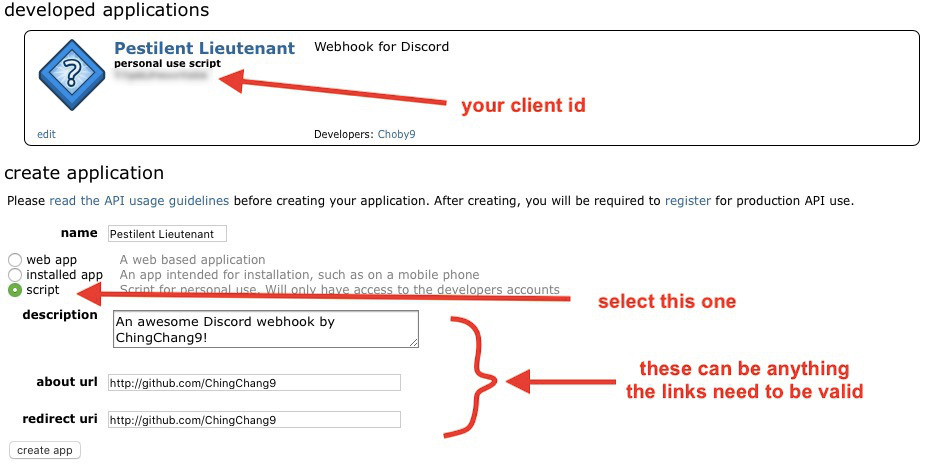 developed applications
Pestilent Lieutenant
Webhook for Discord
personal use script
your client id
edit
Developers: Choby9
create application
Please read the API usage guidelines before creating your application. After creating, you will be required to register for production API use.
name
Pestilent Lieutenant
web app
A web based application
installed app
An app intended for installation, such as on a mobile phone
script
Script for personal use. Will only have access to the developers accounts
select this one
description
An awesome Discord webhook by
ChingChang9!
these can be anything
the links need to be valid
about url
http://github.com/ChingChang9
redirect uri
http://github.com/ChingChang9
create app